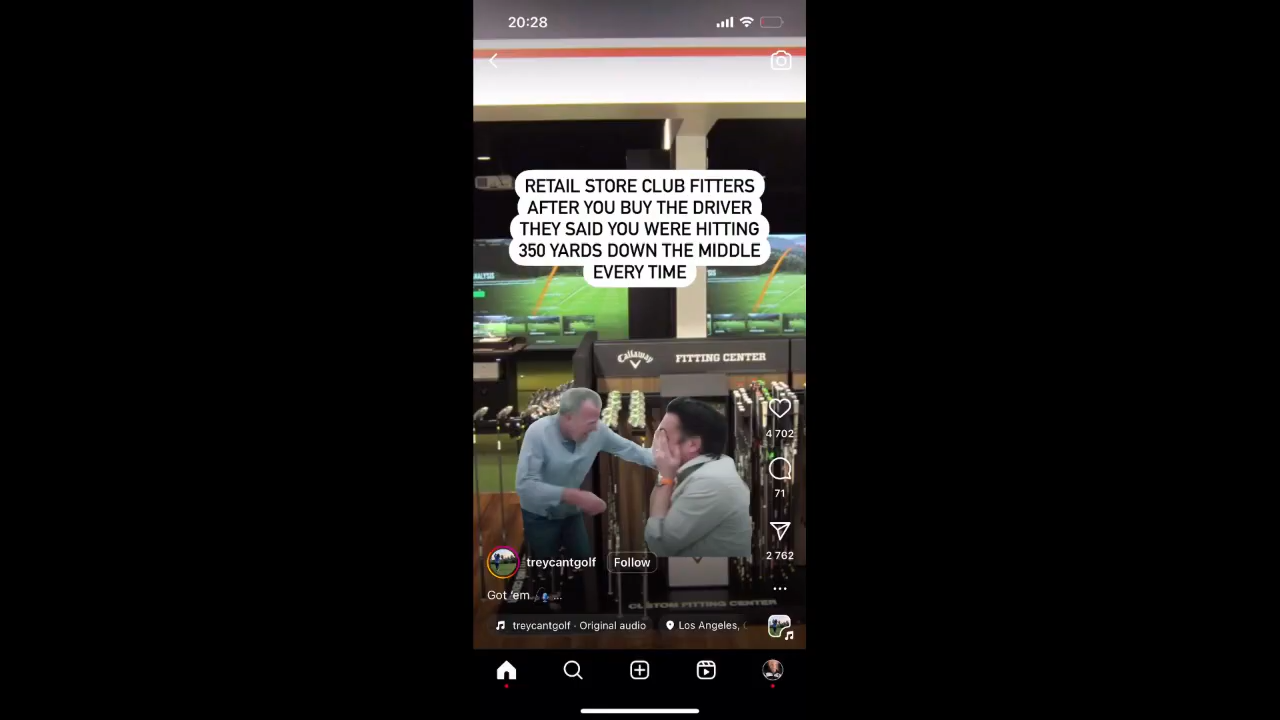 20:28
RETAIL STORE CLUB FITTERS
AFTER YOU BUY THE DRIVER
THEY SAID YOU WERE HITTING
350 YARDS DOWN THE MIDDLE
EVERY TIME
ALYSIS
Callaway
FITTING CENTER
4 702
71
2 762
treycantgolf
Follow
Got 'em
...
CUSTOM FITTING CENTER
treycantgolf · Original audio
Los Angeles,